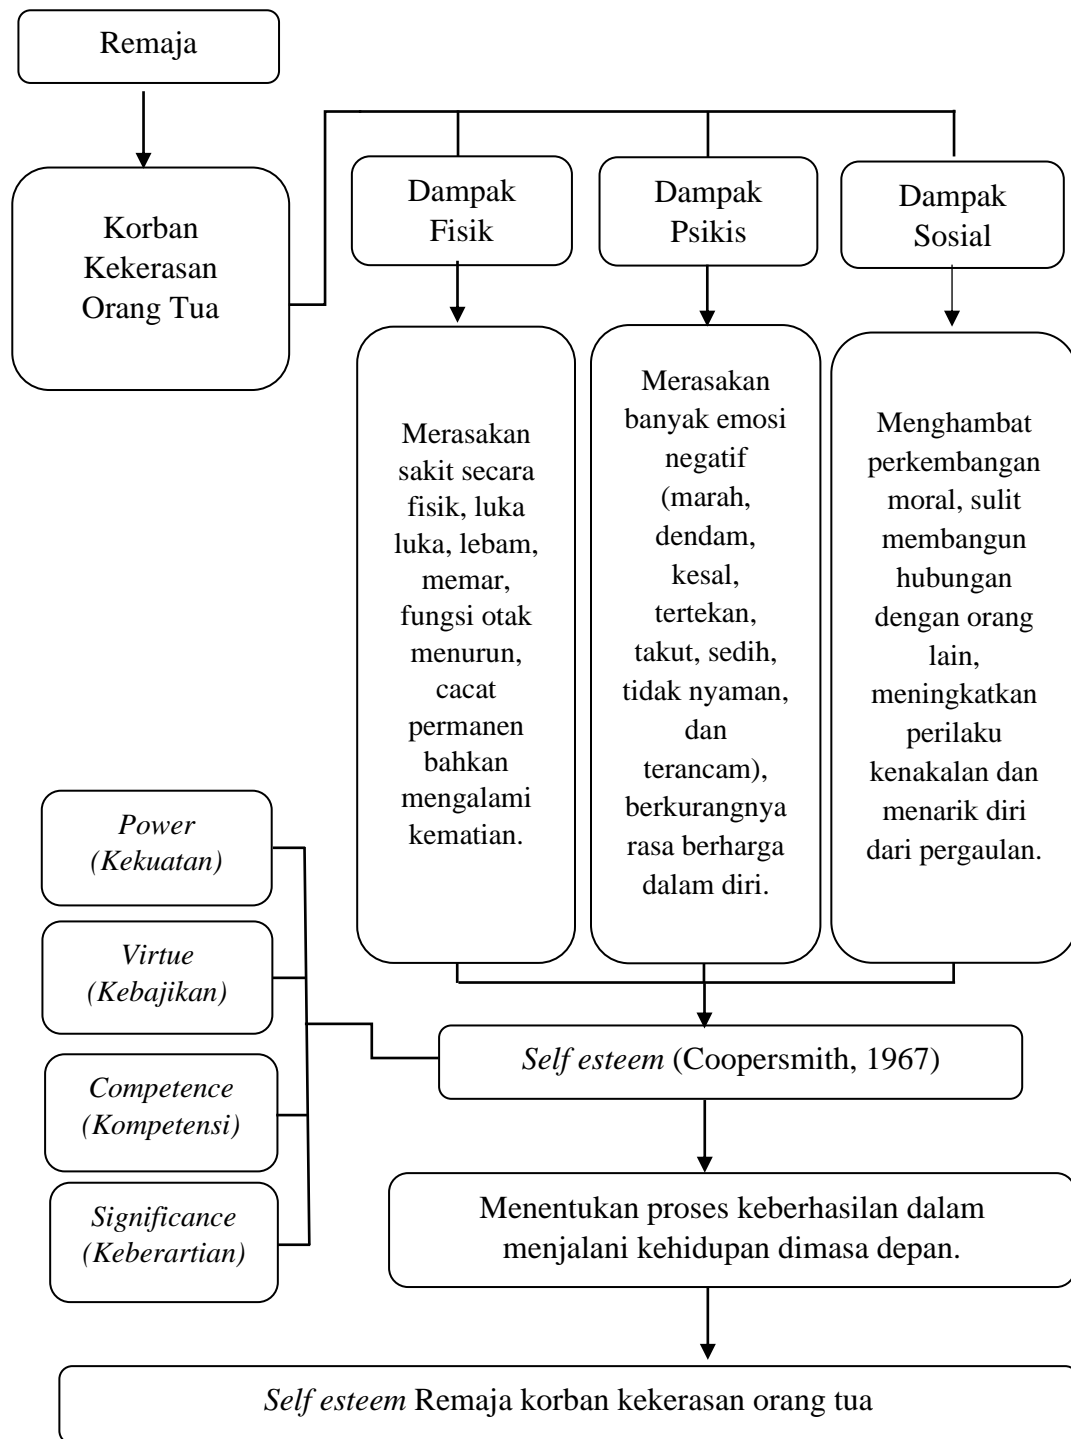 Remaja
Korban
Kekerasan
Orang Tua
Dampak
Fisik
Dampak
Psikis
Dampak
Sosial
Merasakan
sakit secara
fisik, luka
luka, lebam,
memar,
fungsi otak
menurun,
cacat
permanen
bahkan
mengalami
kematian.
Merasakan
banyak emosi
negatif
(marah,
dendam,
kesal,
tertekan,
takut, sedih,
tidak nyaman,
dan
terancam),
berkurangnya
rasa berharga
dalam diri.
Menghambat
perkembangan
moral, sulit
membangun
hubungan
dengan orang
lain,
meningkatkan
perilaku
kenakalan dan
menarik diri
dari pergaulan.
Power
(Kekuatan)
Virtue
(Kebajikan)
Competence
(Kompetensi)
Significance
(Keberartian)
Self esteem (Coopersmith, 1967)
Menentukan proses keberhasilan dalam
menjalani kehidupan dimasa depan.
Self esteem Remaja korban kekerasan orang tua